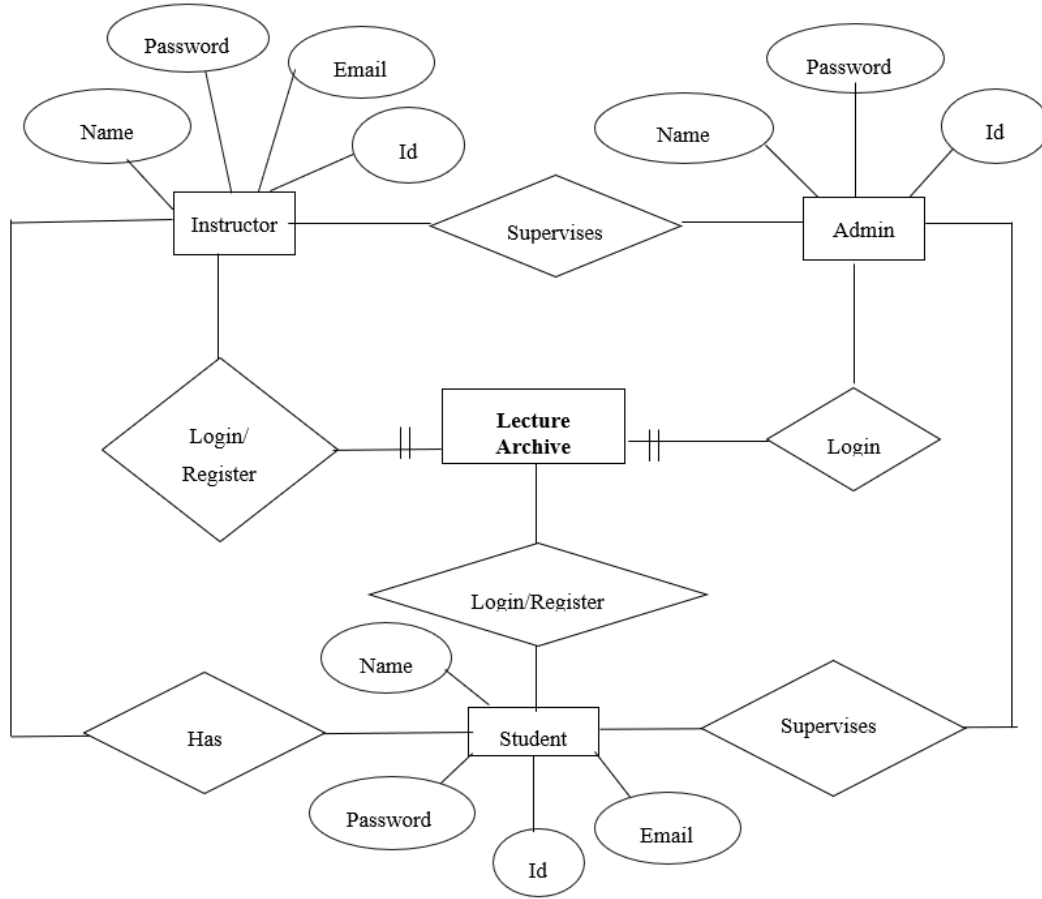 Password
Email
Name
Id
Instructor
Supervises
Password
Name
Id
Admin
Login/
Register
Lecture
Archive
Login
Login/Register
Name
Has
Student
Supervises
Password
Id
Email